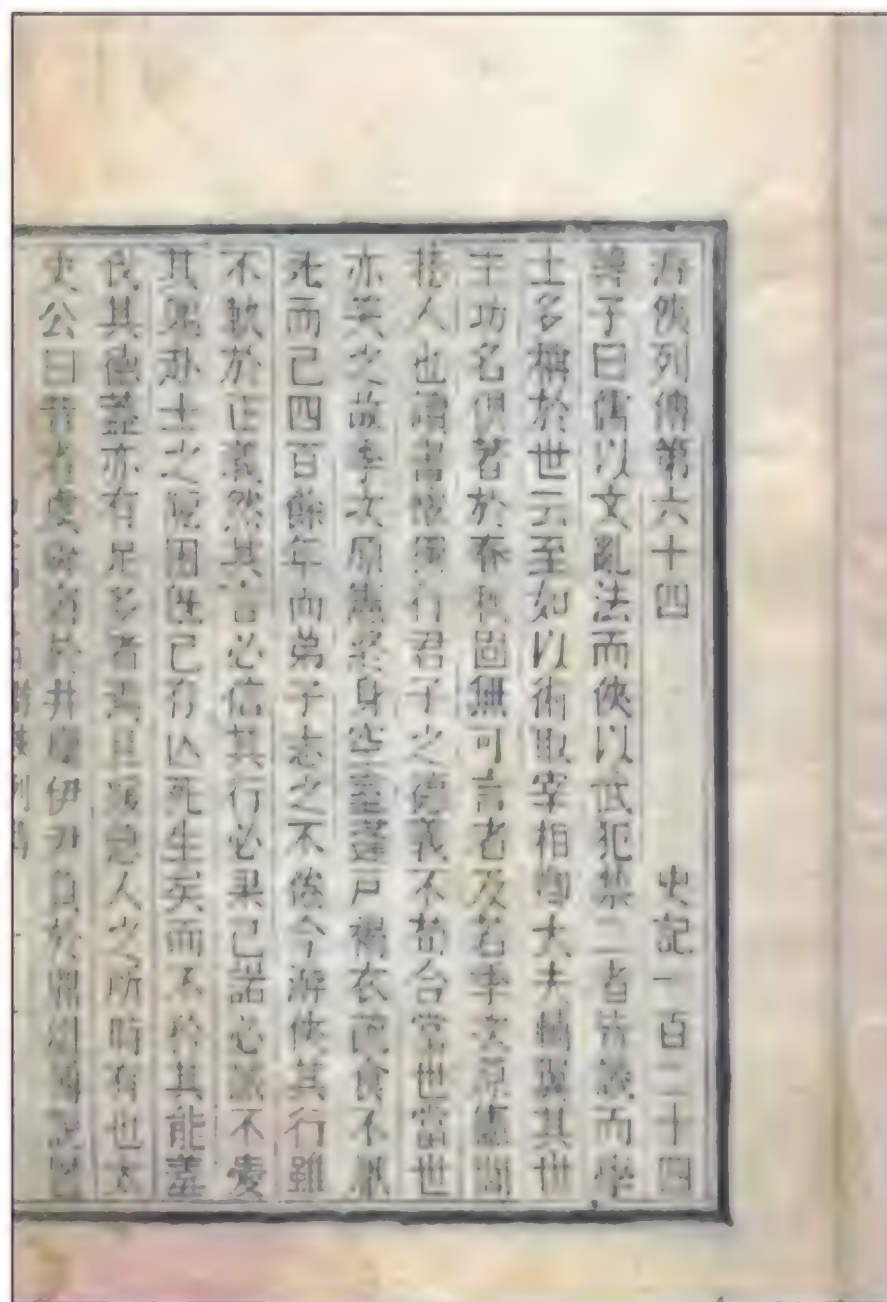 游俠列傳第六十四 史記一百二十四
韓子曰儒以文亂法而俠以武犯禁二者皆譏而學
士多稱於世云至如以術取宰相卿大夫輔翼其世
主功名俱著於春秋固無可言者及若季次原憲閭
巷人也讀書懷獨行君子之德義不苟合當世當世
亦笑之故季次原憲終身空室蓬戶褐衣疏食不厭
死而已四百餘年而弟子志之不倦今游俠其行雖
不軌於正義然其言必信其行必果已諾必誠不愛
其軀赴士之阨困既已存亡死生矣而不矜其能羞
伐其德蓋亦有足多者焉且緩急人之所時有也太
史公曰昔者虞舜窘於井廩伊尹負於鼎俎傅說